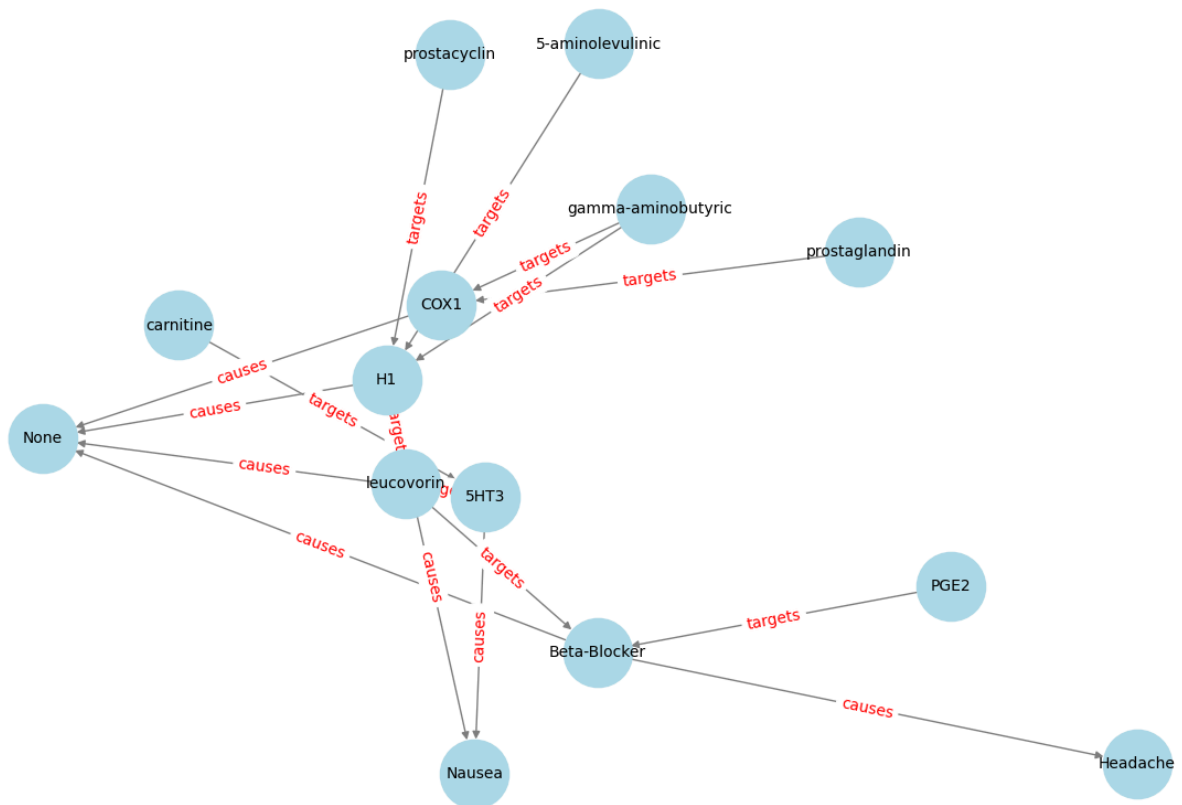 prostacyclin
5-aminolevulinic
targets
targets
gamma-aminobutyric
prostaglandin
targets
targets
targets
COX1
carnitine
causes
H1
causes
targets
None
causes
leucovorin
5HT3
causes
causes
targets
causes
PGE2
targets
Beta-Blocker
causes
Headache
Nausea